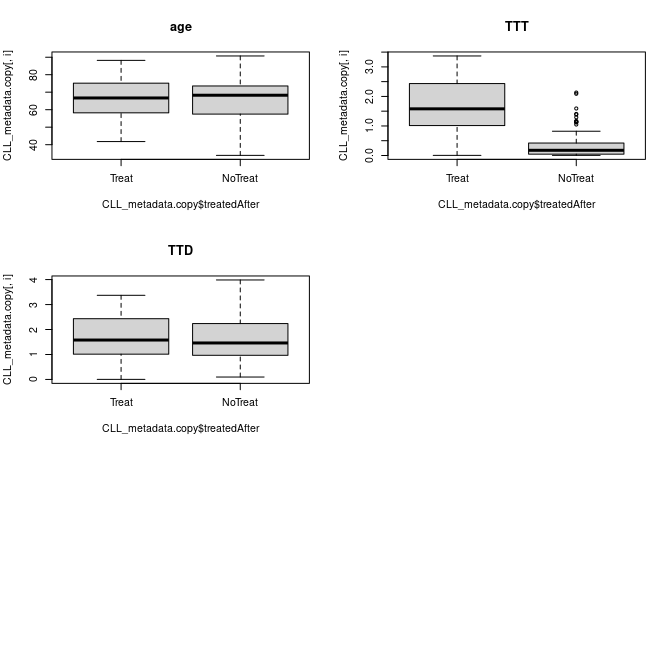 age
CLL_metadata.copy[, i]
80
60
40
Treat NoTreat
CLL_metadata.copy$treatedAfter
TTT
CLL_metadata.copy[, i]
3.0
2.0
1.0
0.0
Treat NoTreat
CLL_metadata.copy$treatedAfter
TTD
CLL_metadata.copy[, i]
4
3
2
1
0
Treat NoTreat
CLL_metadata.copy$treatedAfter